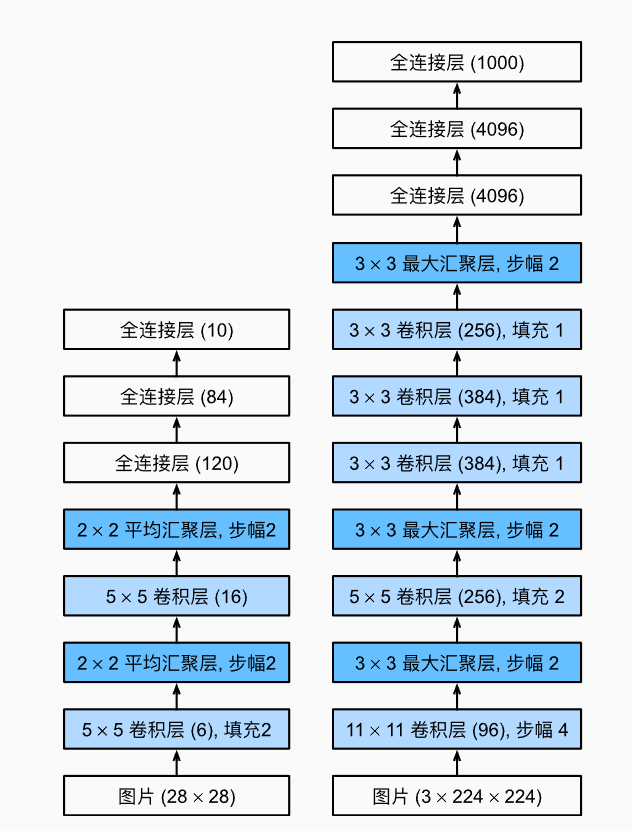 全连接层 (10)
全连接层 (84)
全连接层 (120)
2 × 2 平均汇聚层, 步幅2
5 × 5 卷积层 (16)
2 × 2 平均汇聚层, 步幅2
5 × 5 卷积层 (6), 填充2
图片 (28 × 28)
全连接层 (1000)
全连接层 (4096)
全连接层 (4096)
3 × 3 最大汇聚层, 步幅 2
3 × 3 卷积层 (256), 填充 1
3 × 3 卷积层 (384), 填充 1
3 × 3 卷积层 (384), 填充 1
3 × 3 最大汇聚层, 步幅 2
5 × 5 卷积层 (256), 填充 2
3 × 3 最大汇聚层, 步幅 2
11 × 11 卷积层 (96), 步幅 4
图片 (3 × 224 × 224)